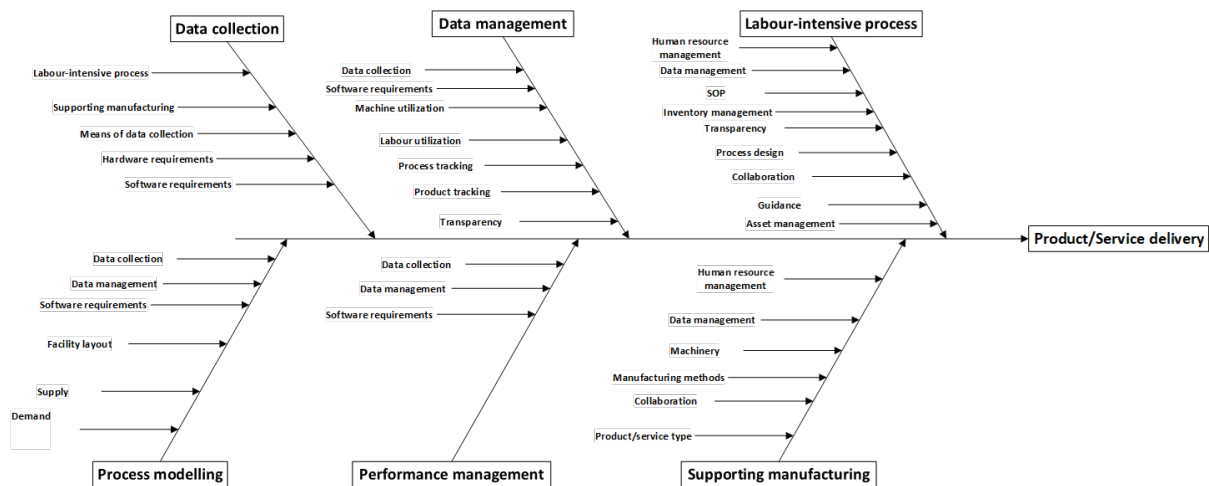 Data collection
Labour-intensive process
Supporting manufacturing
Means of data collection
Hardware requirements
Software requirements
Data management
Data collection
Software requirements
Machine utilization
Labour utilization
Process tracking
Product tracking
Transparency
Labour-intensive process
Human resource
management
Data management
SOP
Inventory management
Transparency
Process design
Collaboration
Guidance
Asset management
Product/Service delivery
Data collection
Data management
Software requirements
Facility layout
Supply
Demand
Process modelling
Data collection
Data management
Software requirements
Performance management
Human resource
management
Data management
Machinery
Manufacturing methods
Collaboration
Product/service type
Supporting manufacturing